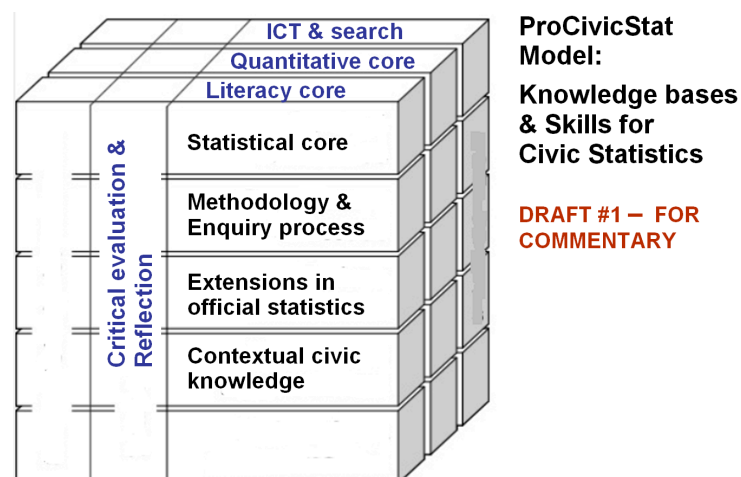 ICT & search
Quantitative core
Literacy core
Critical evaluation &
Reflection
Statistical core
Methodology &
Enquiry process
Extensions in
official statistics
Contextual civic
knowledge
ProCivicStat
Model:
Knowledge bases
& Skills for
Civic Statistics
DRAFT #1 – FOR
COMMENTARY